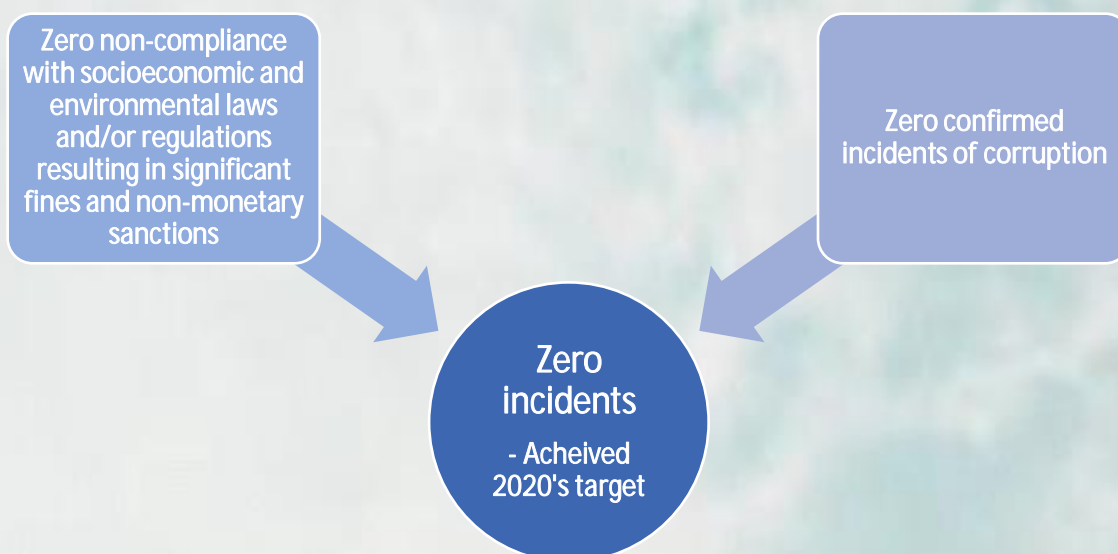 Zero non-compliance
with socioeconomic and
environmental laws
and/or regulations
resulting in significant
fines and non-monetary
sanctions
Zero confirmed
incidents of corruption
Zero
incidents
- Acheived
2020's target